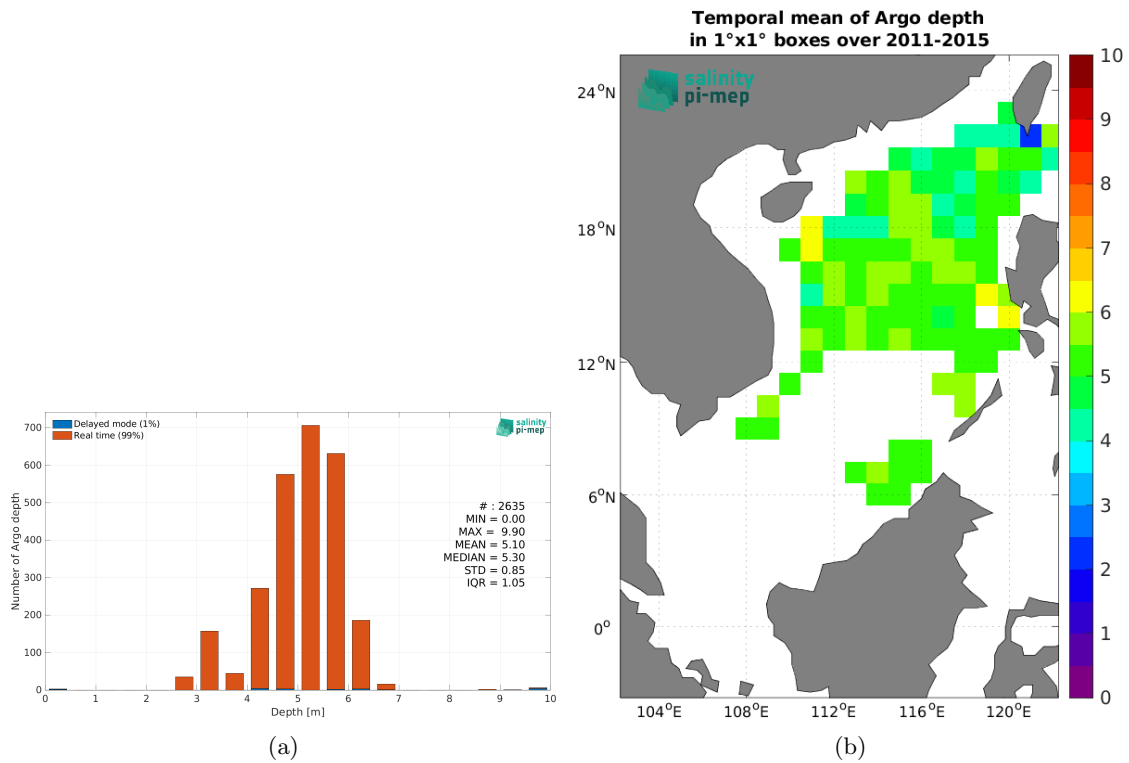 Delayed mode (1%)
Real time (99%)
salinity
pi-mep
# : 2635
MIN = 0.00
MAX = 9.90
MEAN = 5.10
MEDIAN = 5.30
STD = 0.85
IQR = 1.05
Number of Argo depth
700
600
500
400
300
200
100
0
0 1 2 3 4 5 6 7 8 9 10
Depth [m]
(a)
Temporal mean of Argo depth
in 1°x1° boxes over 2011-2015
salinity
pi-mep
24°N
18°N
12°N
6°N
0°
104°E 108°E 112°E 116°E 120°E
10
9
8
7
6
5
4
3
2
1
0
(b)